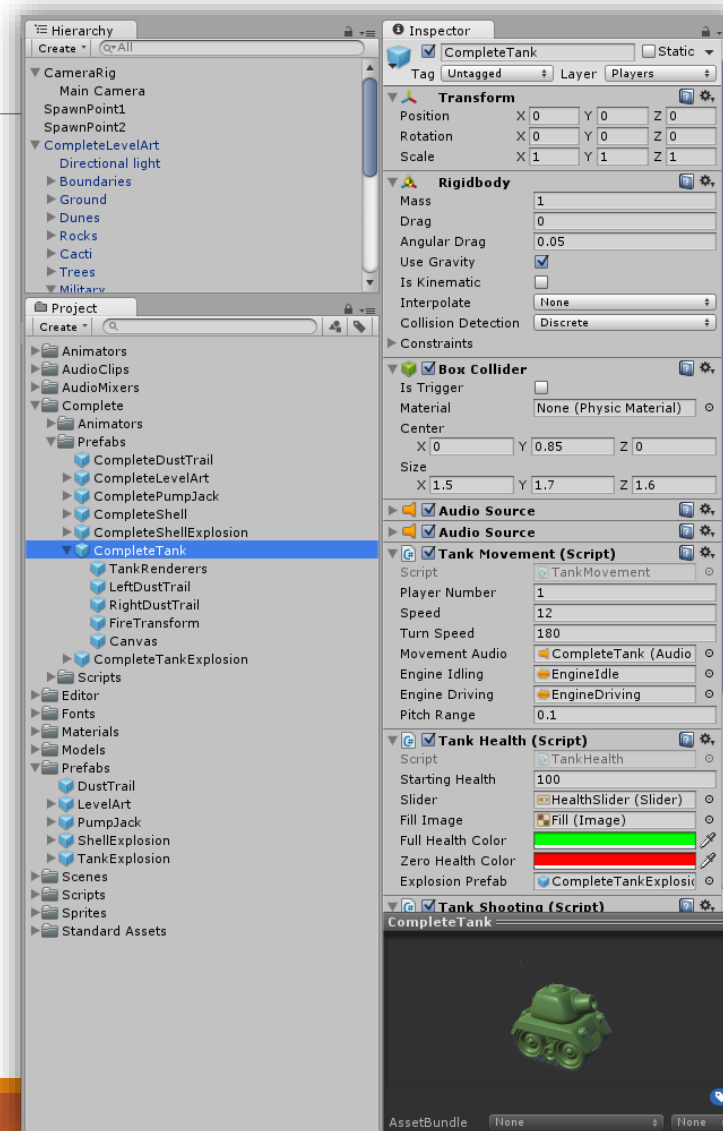 Hierarchy
Create All
CameraRig
Main Camera
SpawnPoint1
SpawnPoint2
CompleteLevelArt
Directional light
Boundaries
Ground
Dunes
Rocks
Cacti
Trees
Military
Project
Create
Animators
AudioClips
AudioMixers
Complete
Animators
Prefabs
CompleteDustTrail
CompleteLevelArt
CompletePumpJack
CompleteShell
CompleteShellExplosion
CompleteTank
TankRenderers
LeftDustTrail
RightDustTrail
FireTransform
Canvas
CompleteTankExplosion
Scripts
Editor
Fonts
Materials
Models
Prefabs
DustTrail
LevelArt
PumpJack
ShellExplosion
TankExplosion
Scenes
Scripts
Sprites
Standard Assets
Inspector
CompleteTank Static
Tag Untagged Layer Players
Transform
Position X 0 Y 0 Z 0
Rotation X 0 Y 0 Z 0
Scale X 1 Y 1 Z 1
Rigidbody
Mass 1
Drag 0
Angular Drag 0.05
Use Gravity
Is Kinematic
Interpolate None
Collision Detection Discrete
Constraints
Box Collider
Is Trigger
Material None (Physic Material)
Center
X 0 Y 0.85 Z 0
Size
X 1.5 Y 1.7 Z 1.6
Audio Source
Audio Source
Tank Movement (Script)
Script TankMovement
Player Number 1
Speed 12
Turn Speed 180
Movement Audio CompleteTank (Audio
Engine Idling EngineIdle
Engine Driving EngineDriving
Pitch Range 0.1
Tank Health (Script)
Script TankHealth
Starting Health 100
Slider HealthSlider (Slider)
Fill Image Fill (Image)
Full Health Color
Zero Health Color
Explosion Prefab CompleteTankExplosi
Tank Shooting (Script)
CompleteTank
AssetBundle None None